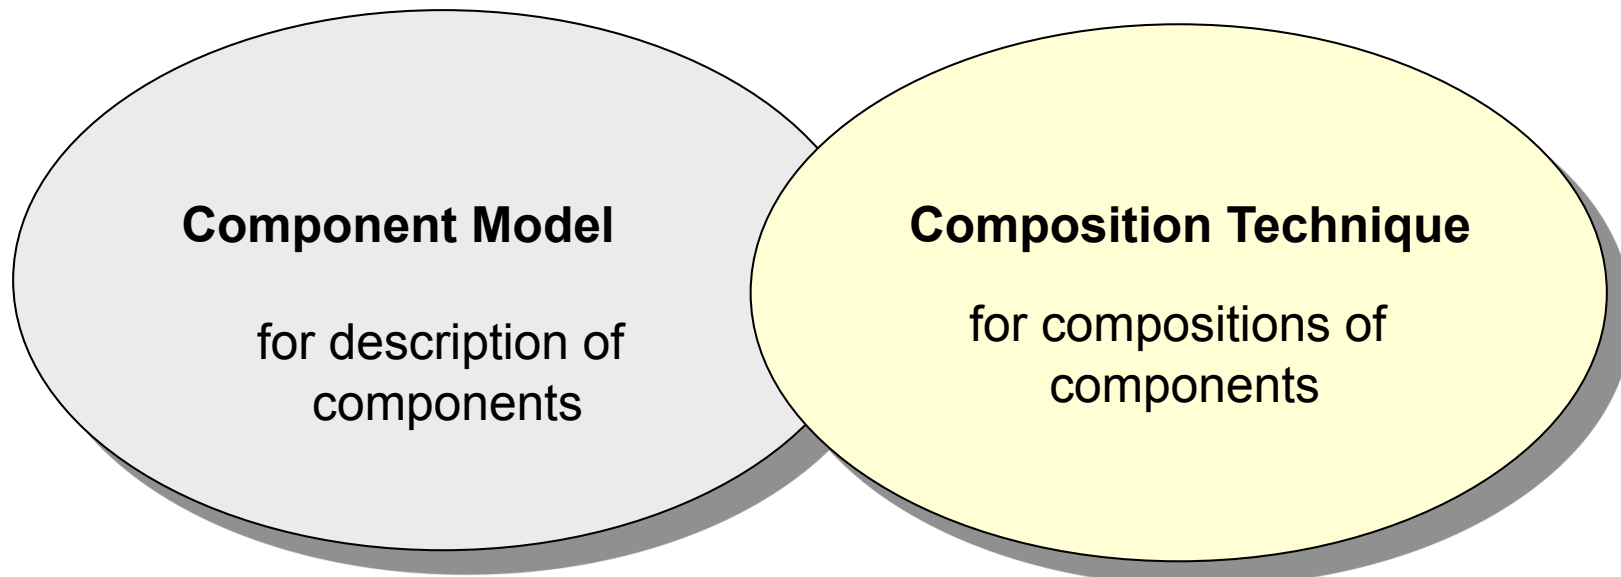 Component Model
for description of
components
Composition Technique
for compositions of
components